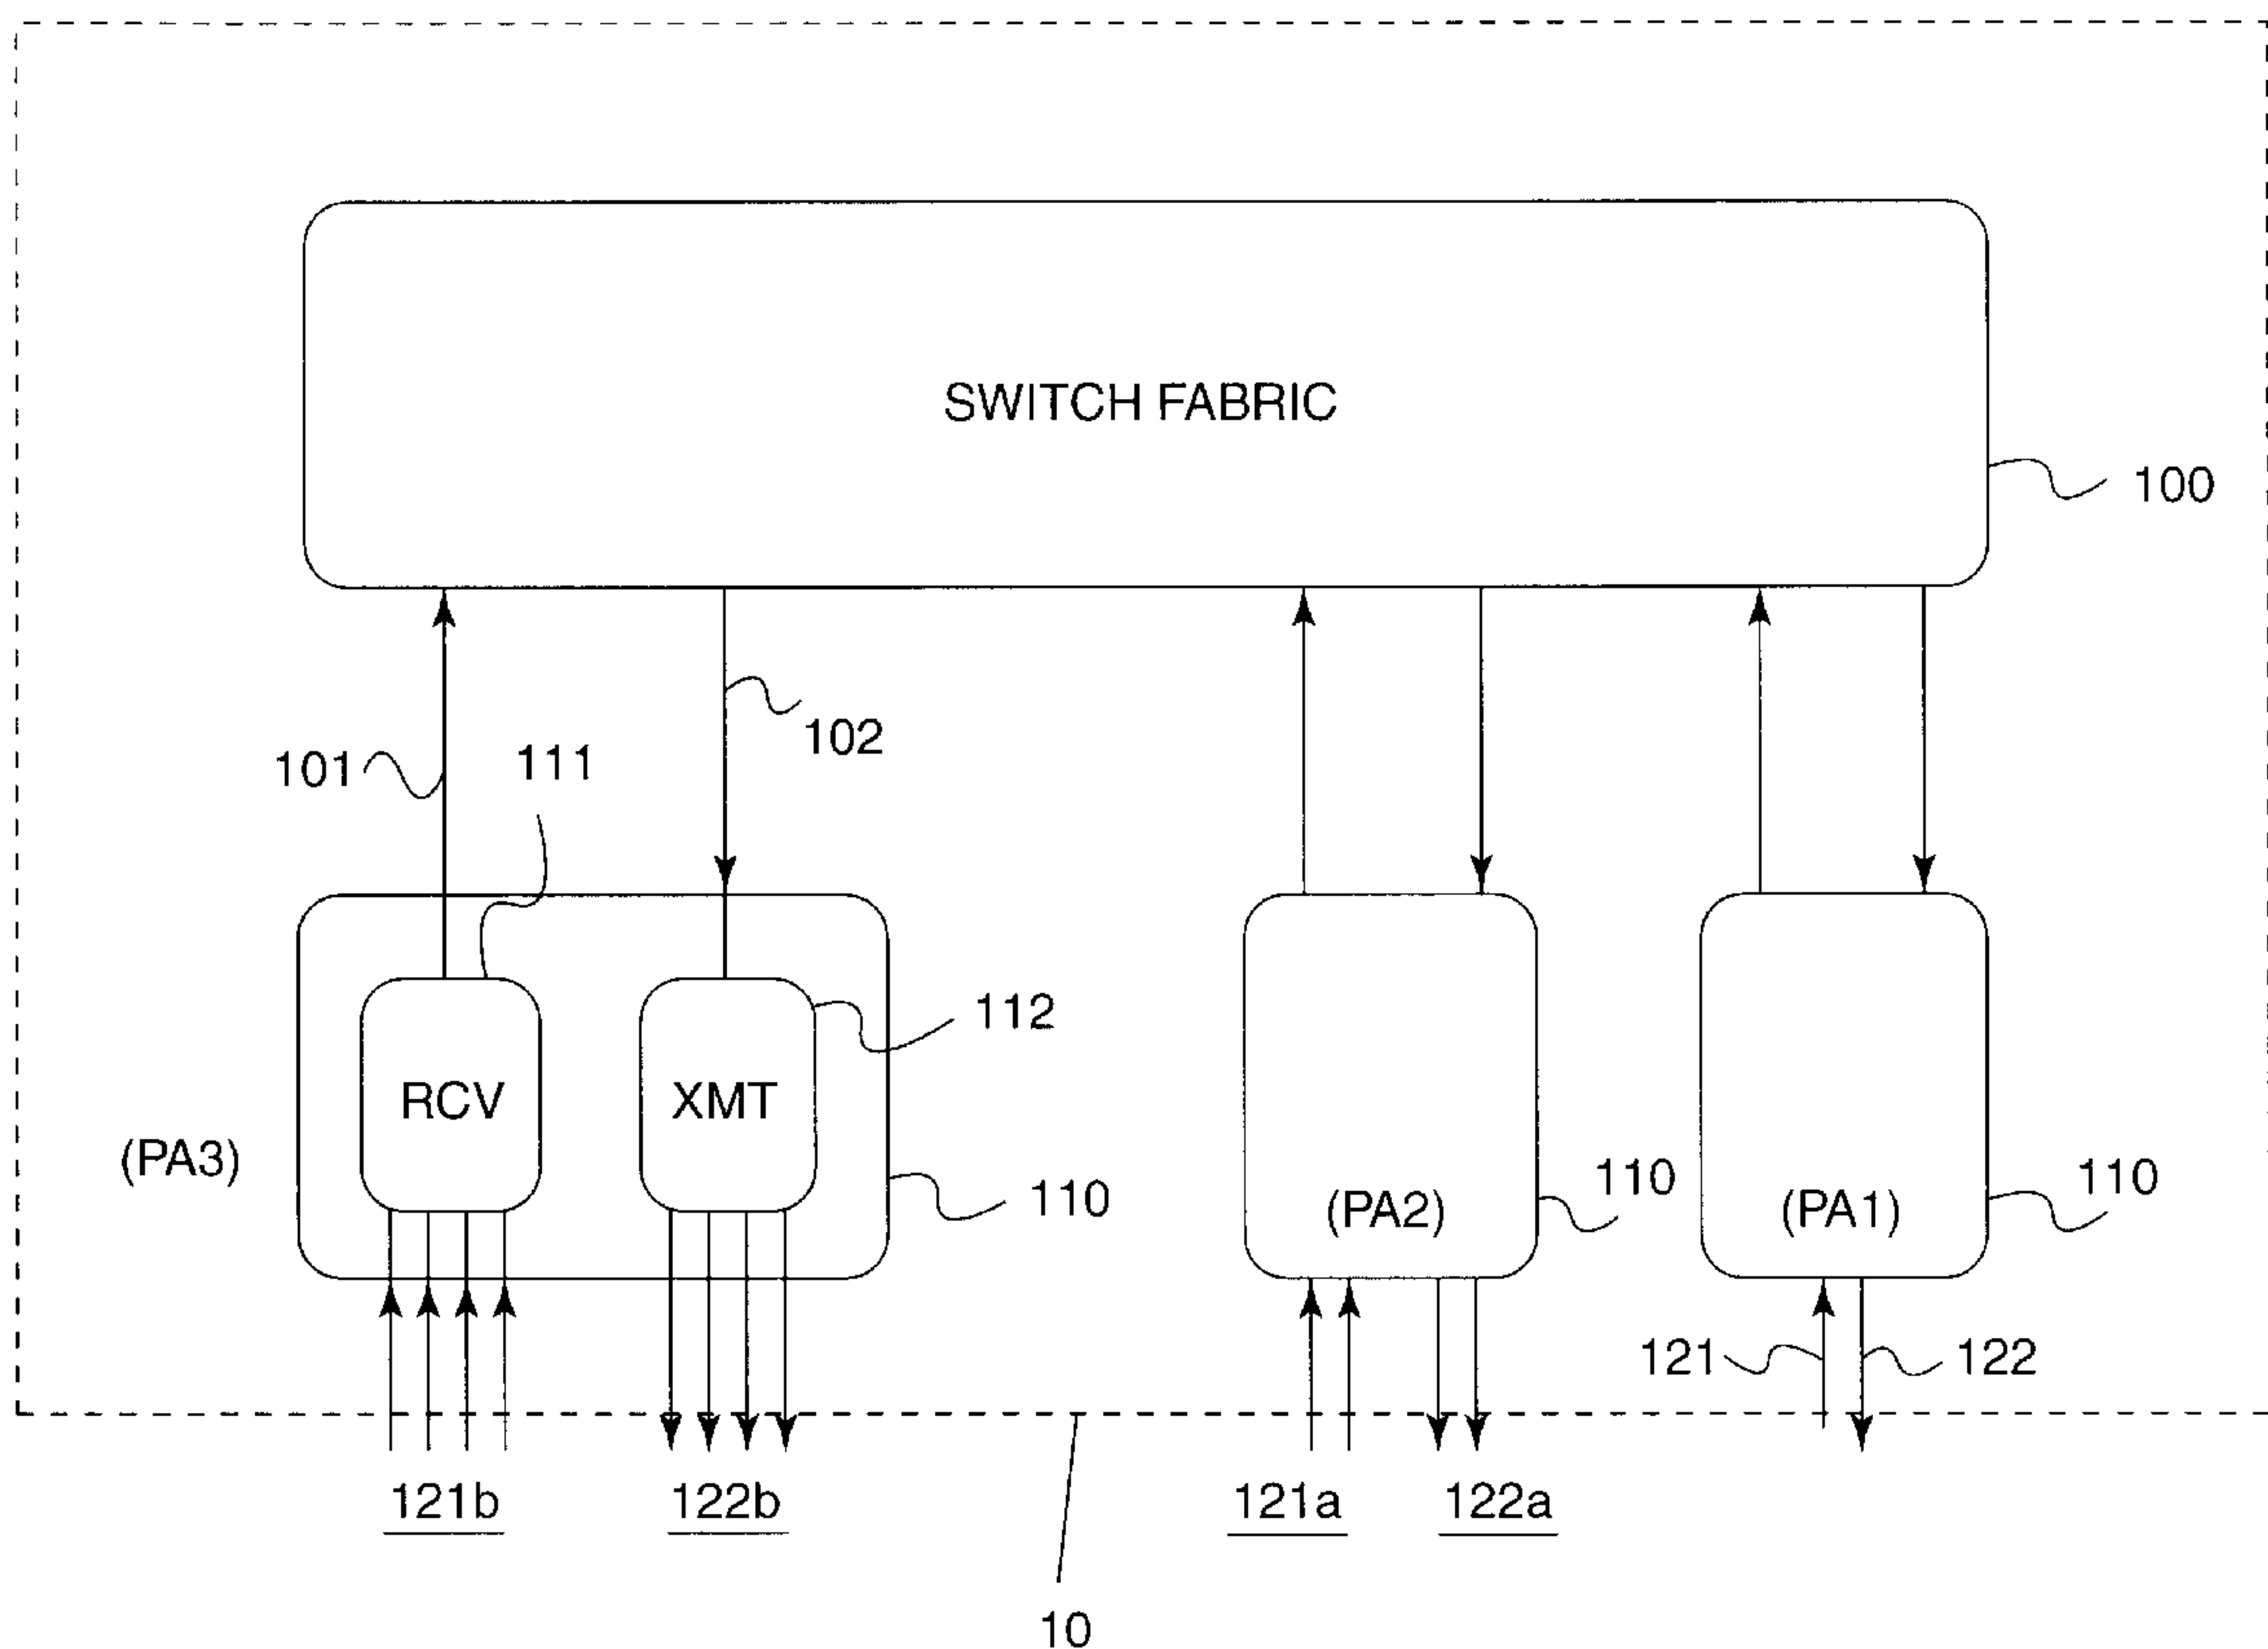 SWITCH FABRIC
100
102
101
111
112
RCV
XMT
(PA3)
110
110
110
(PA2)
(PA1)
121
122
121b
122b
121a
122a
10